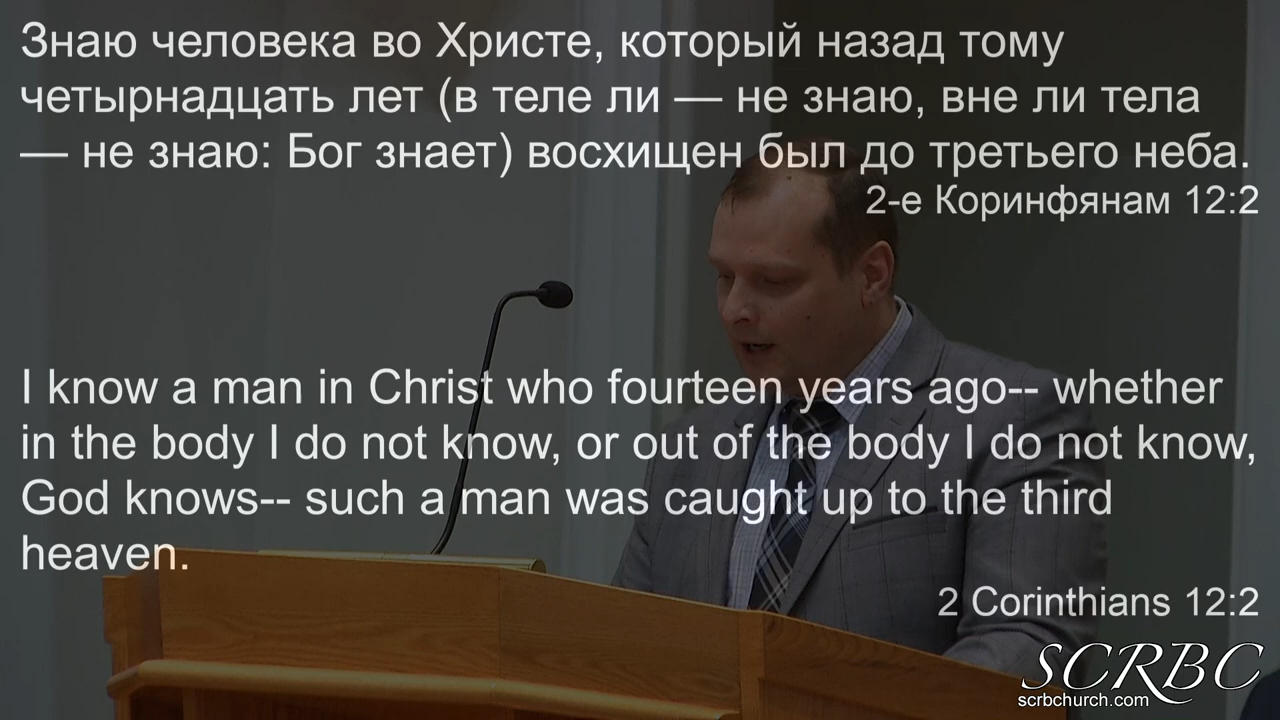 Знаю человека во Христе, который назад тому
четырнадцать лет (в теле ли — не знаю, вне ли тела
— не знаю: Бог знает) восхищен был до третьего неба.
2-е Коринфянам 12:2
I know a man in Christ who fourteen years ago-- whether
in the body I do not know, or out of the body I do not know,
God knows-- such a man was caught up to the third
heaven.
2 Corinthians 12:2
SCRBC
scrbchurch.com